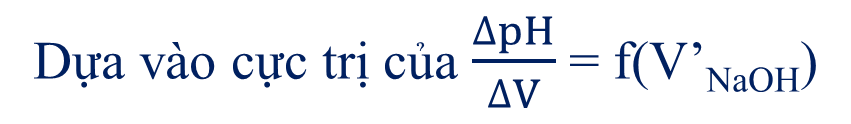 Dựa vào cực trị của ΔpH/ΔV = f(V’NaOH)